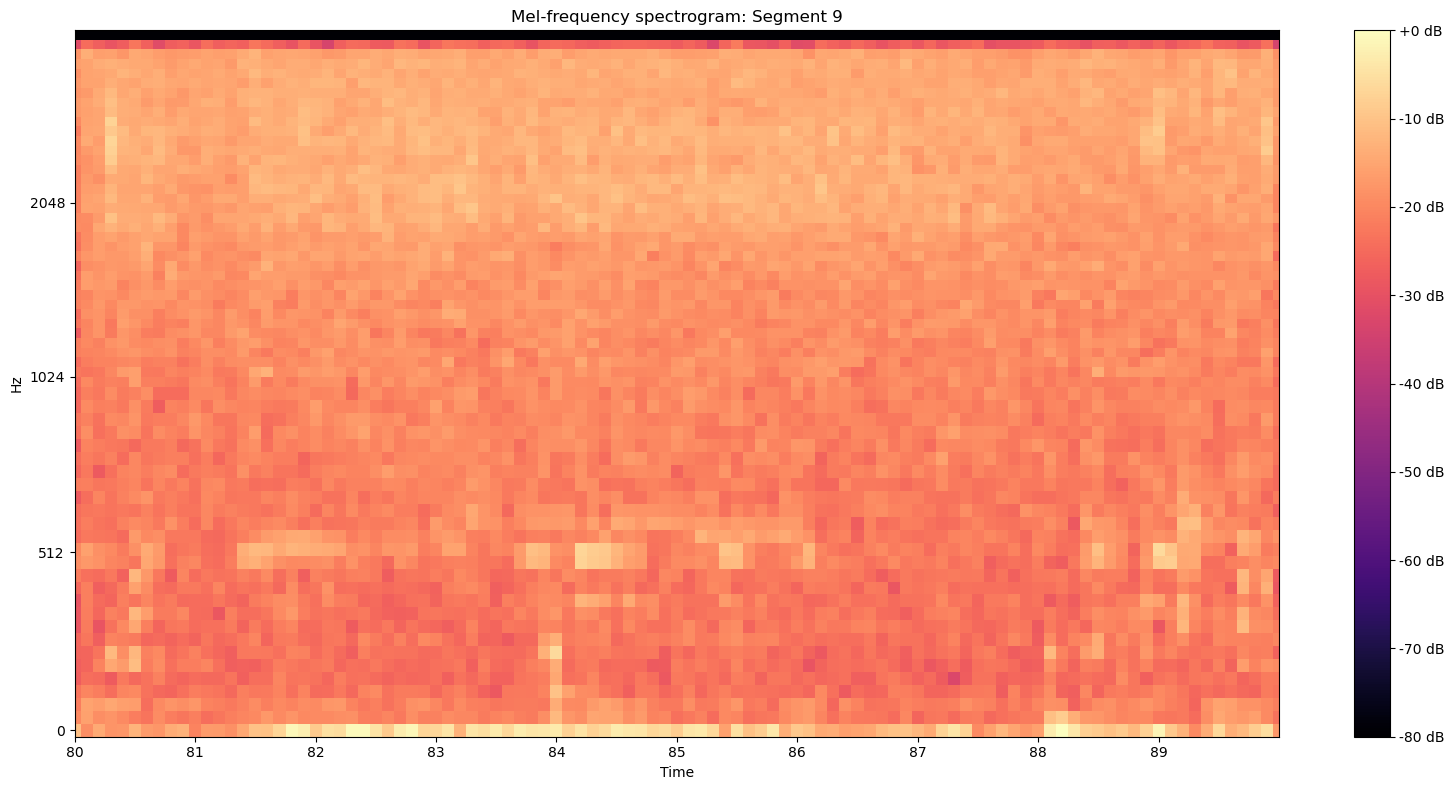 Mel-frequency spectrogram: Segment 9
Hz
2048
1024
512
0
80 81 82 83 84 85 86 87 88 89
Time
+0 dB
-10 dB
-20 dB
-30 dB
-40 dB
-50 dB
-60 dB
-70 dB
-80 dB